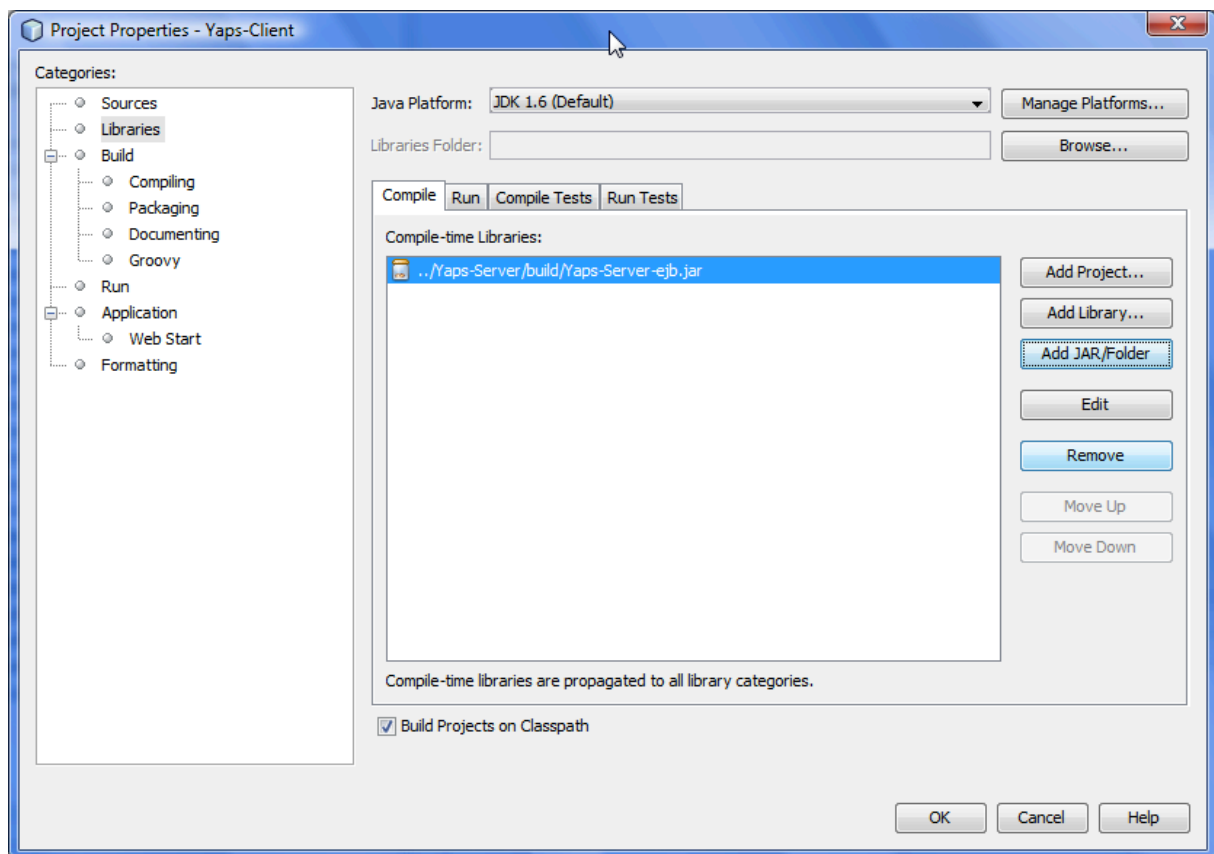 Project Properties - Yaps-Client
Categories:
Sources
Libraries
Build
Compiling
Packaging
Documenting
Groovy
Run
Application
Web Start
Formatting
Java Platform: JDK 1.6 (Default) Manage Platforms...
Libraries Folder: Browse...
Compile Run Compile Tests Run Tests
Compile-time Libraries:
../Yaps-Server/build/Yaps-Server-ejb.jar
Add Project...
Add Library...
Add JAR/Folder
Edit
Remove
Move Up
Move Down
Compile-time libraries are propagated to all library categories.
Build Projects on Classpath
OK Cancel Help